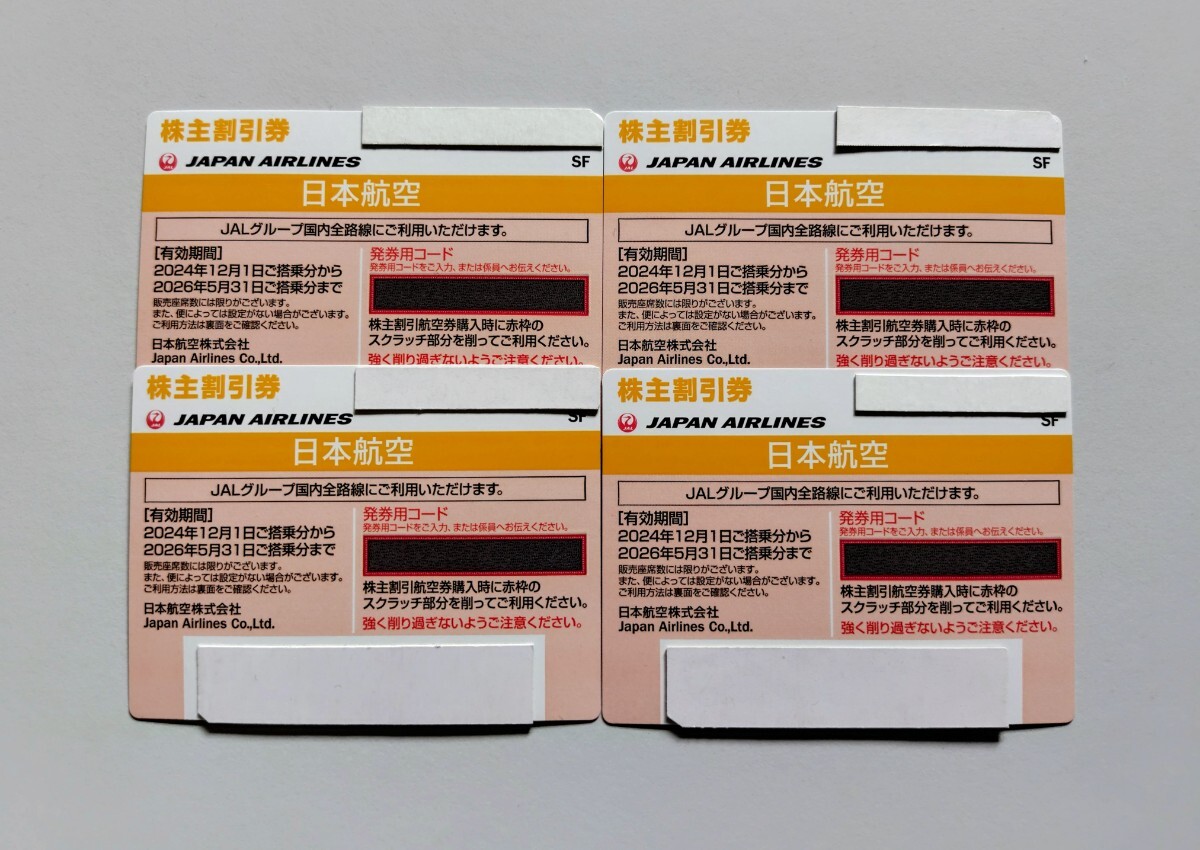 株主割引券
JAPAN AIRLINES SF
日本航空
JALグループ国内全路線にご利用いただけます。
[有効期間]
2024年12月1日ご搭乗分から
2026年5月31日ご搭乗分まで
販売座席数には限りがございます。
また、便によっては設定がない場合がございます。
ご利用方法は裏面をご確認ください。
日本航空株式会社
Japan Airlines Co.,Ltd.
発券用コード
発券用コードをご入力、または係員へお伝えください。
株主割引航空券購入時に赤枠の
スクラッチ部分を削ってご利用ください。
強く削り過ぎないようご注意ください。
株主割引券
JAPAN AIRLINES SF
日本航空
JALグループ国内全路線にご利用いただけます。
[有効期間]
2024年12月1日ご搭乗分から
2026年5月31日ご搭乗分まで
販売座席数には限りがございます。
また、便によっては設定がない場合がございます。
ご利用方法は裏面をご確認ください。
日本航空株式会社
Japan Airlines Co.,Ltd.
発券用コード
発券用コードをご入力、または係員へお伝えください。
株主割引航空券購入時に赤枠の
スクラッチ部分を削ってご利用ください。
強く削り過ぎないようご注意ください。
株主割引券
JAPAN AIRLINES SF
日本航空
JALグループ国内全路線にご利用いただけます。
[有効期間]
2024年12月1日ご搭乗分から
2026年5月31日ご搭乗分まで
販売座席数には限りがございます。
また、便によっては設定がない場合がございます。
ご利用方法は裏面をご確認ください。
日本航空株式会社
Japan Airlines Co.,Ltd.
発券用コード
発券用コードをご入力、または係員へお伝えください。
株主割引航空券購入時に赤枠の
スクラッチ部分を削ってご利用ください。
強く削り過ぎないようご注意ください。
株主割引券
JAPAN AIRLINES SF
日本航空
JALグループ国内全路線にご利用いただけます。
[有効期間]
2024年12月1日ご搭乗分から
2026年5月31日ご搭乗分まで
販売座席数には限りがございます。
また、便によっては設定がない場合がございます。
ご利用方法は裏面をご確認ください。
日本航空株式会社
Japan Airlines Co.,Ltd.
発券用コード
発券用コードをご入力、または係員へお伝えください。
株主割引航空券購入時に赤枠の
スクラッチ部分を削ってご利用ください。
強く削り過ぎないようご注意ください。